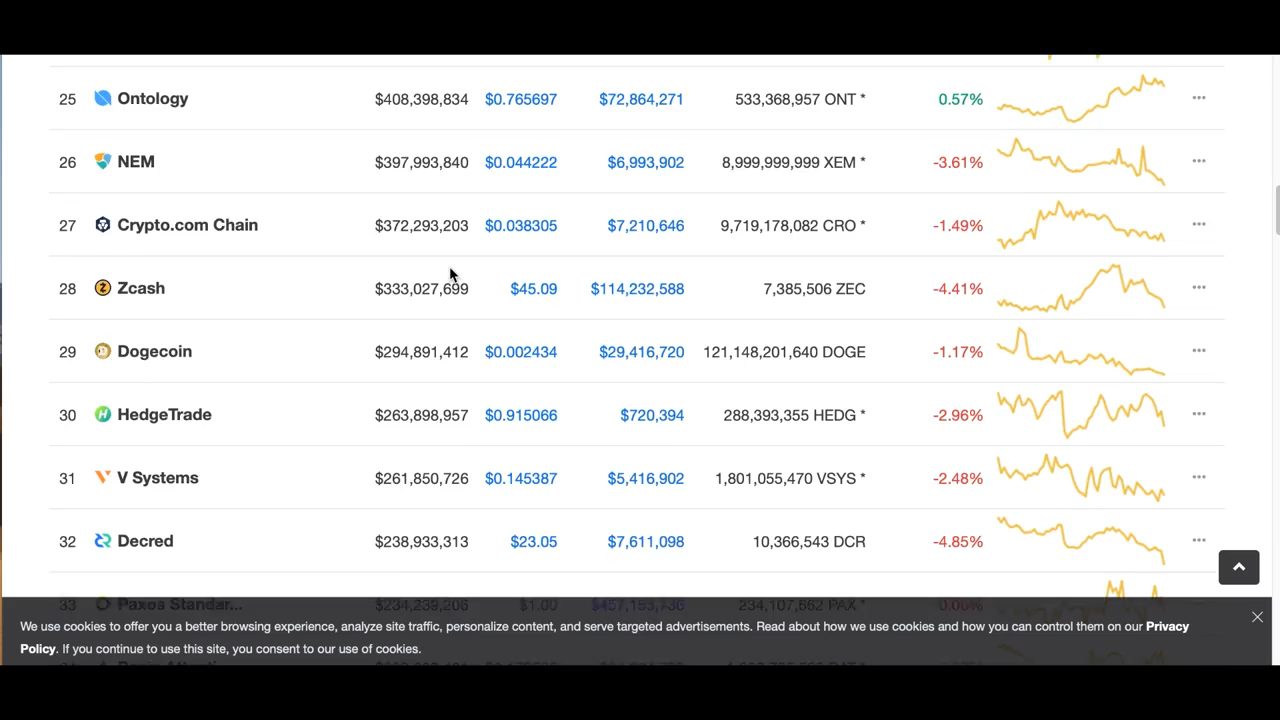 25 Ontology $408,398,834 $0.765697 $72,864,271 533,368,957 ONT * 0.57% ...
26 NEM $397,993,840 $0.044222 $6,993,902 8,999,999,999 XEM * -3.61% ...
27 Crypto.com Chain $372,293,203 $0.038305 $7,210,646 9,719,178,082 CRO * -1.49% ...
28 Zcash $333,027,699 $45.09 $114,232,588 7,385,506 ZEC -4.41% ...
29 Dogecoin $294,891,412 $0.002434 $29,416,720 121,148,201,640 DOGE -1.17% ...
30 HedgeTrade $263,898,957 $0.915066 $720,394 288,393,355 HEDG * -2.96% ...
31 V Systems $261,850,726 $0.145387 $5,416,902 1,801,055,470 VSYS * -2.48% ...
32 Decred $238,933,313 $23.05 $7,611,098 10,366,543 DCR -4.85% ...
33 Paxos Standar... $1.00 PAX *
We use cookies to offer you a better browsing experience, analyze site traffic, personalize content, and serve targeted advertisements. Read about how we use cookies and how you can control them on our Privacy
Policy. If you continue to use this site, you consent to our use of cookies.